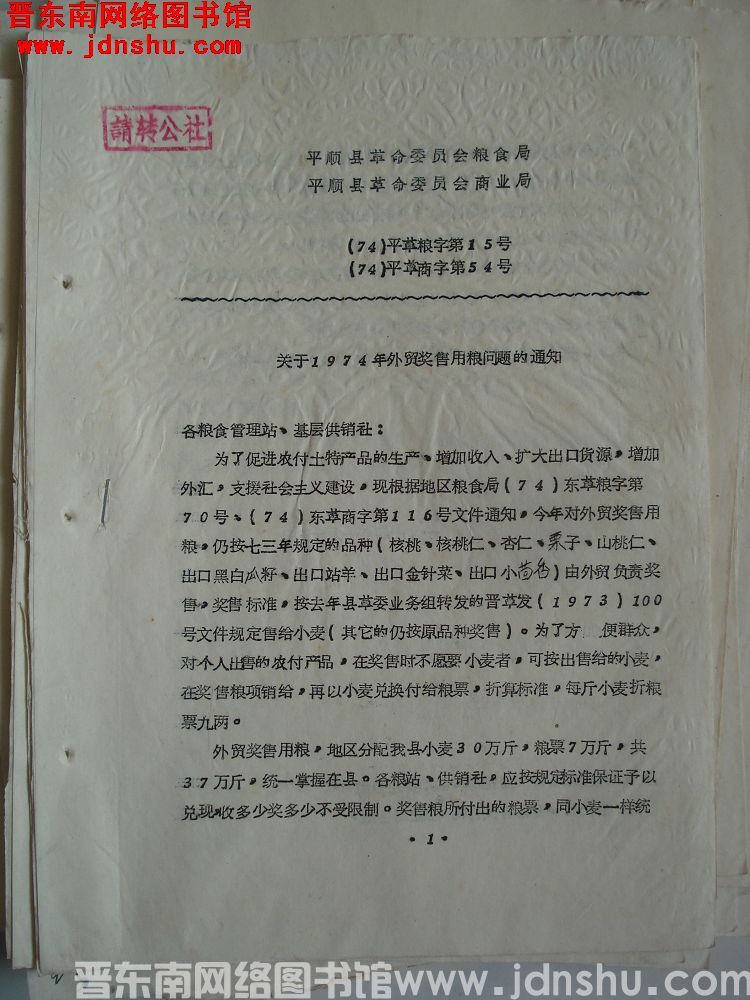 晋东南网络图书馆
www.jdnshu.com
請转公社
平顺县革命委员会粮食局
平顺县革命委员会商业局
(74)平革粮字第15号
(74)平革商字第54号
关于1974年外贸奖售用粮问题的通知
各粮食管理站、基层供销社：
为了促进农付土特产品的生产、增加收入、扩大出口货源，增加
外汇，支援社会主义建设，现根据地区粮食局(74)东革粮字第
70号、(74)东革商字第116号文件通知，今年对外贸奖售用
粮，仍按七三年规定的品种(核桃、核桃仁、杏仁、栗子、山桃仁、
出口黑白瓜籽、出口站羊、出口金针菜、出口小茴香)由外贸负责奖
售，奖售标准，按去年县革委业务组转发的晋革发(1973)100
号文件规定售给小麦(其它的仍按原品种奖售)。为了方便群众，
对个人出售的农付产品，在奖售时不愿要小麦者，可按出售给的小麦，
在奖售粮项销给，再以小麦兑换付给粮票，折算标准，每斤小麦折粮
票九两。
外贸奖售用粮，地区分配我县小麦30万斤，粮票7万斤，共
37万斤，统一掌握在县。各粮站、供销社，应按规定标准保证予以
兑现，收多少奖多少不受限制。奖售粮所付出的粮票，同小麦一样统
·1·
晋东南网络图书馆www.jdnshu.com